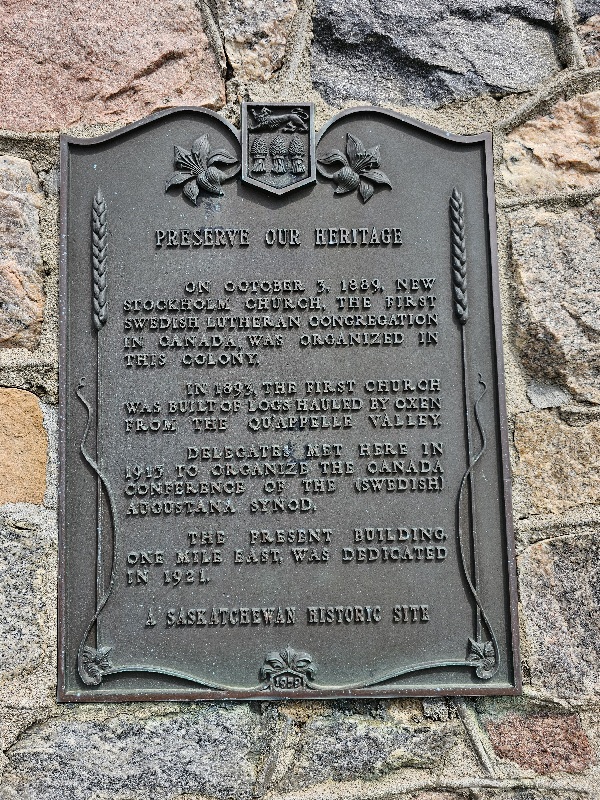 PRESERVE OUR HERITAGE
ON OCTOBER 3, 1889, NEW
STOCKHOLM CHURCH, THE FIRST
SWEDISH LUTHERAN CONGREGATION
IN CANADA, WAS ORGANIZED IN
THIS COLONY.
IN 1893, THE FIRST CHURCH
WAS BUILT OF LOGS HAULED BY OXEN
FROM THE QU'APPELLE VALLEY.
DELEGATES MET HERE IN
1913 TO ORGANIZE THE CANADA
CONFERENCE OF THE (SWEDISH)
AUGUSTANA SYNOD.
THE PRESENT BUILDING,
ONE MILE EAST, WAS DEDICATED
IN 1921.
A SASKATCHEWAN HISTORIC SITE